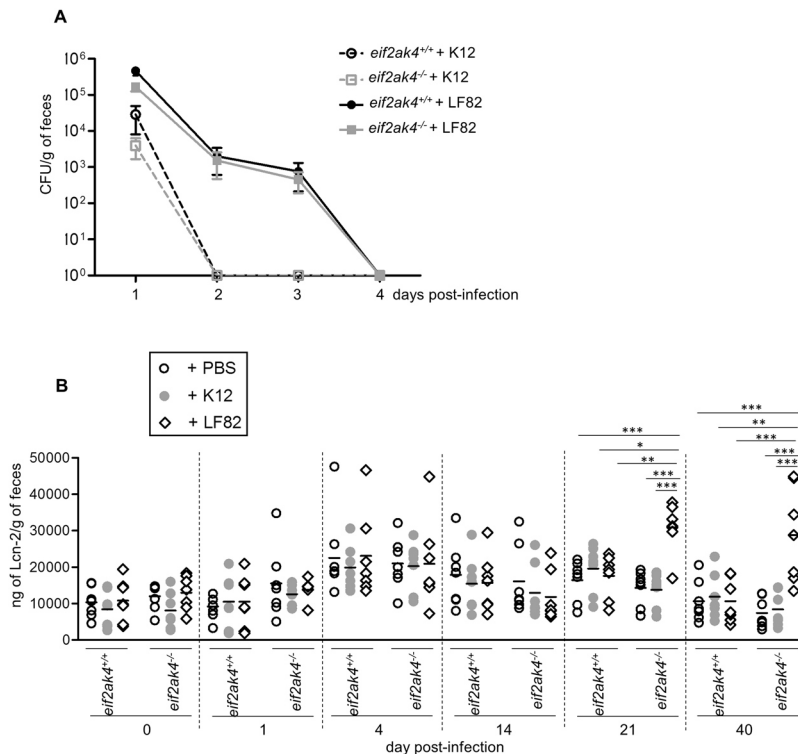 A
10⁶
10⁵
10⁴
10³
10²
10¹
10⁰
CFU/g of feces
1 2 3 4 days post-infection
eif2ak4⁺/⁺ + K12
eif2ak4⁻/⁻ + K12
eif2ak4⁺/⁺ + LF82
eif2ak4⁻/⁻ + LF82
B
+ PBS
+ K12
+ LF82
50000
40000
30000
20000
10000
0
ng of Lcn-2/g of feces
***
*
**
***
***
***
**
***
***
***
eif2ak4⁺/⁺ eif2ak4⁻/⁻ eif2ak4⁺/⁺ eif2ak4⁻/⁻ eif2ak4⁺/⁺ eif2ak4⁻/⁻ eif2ak4⁺/⁺ eif2ak4⁻/⁻ eif2ak4⁺/⁺ eif2ak4⁻/⁻ eif2ak4⁺/⁺ eif2ak4⁻/⁻
0 1 4 14 21 40
day post-infection